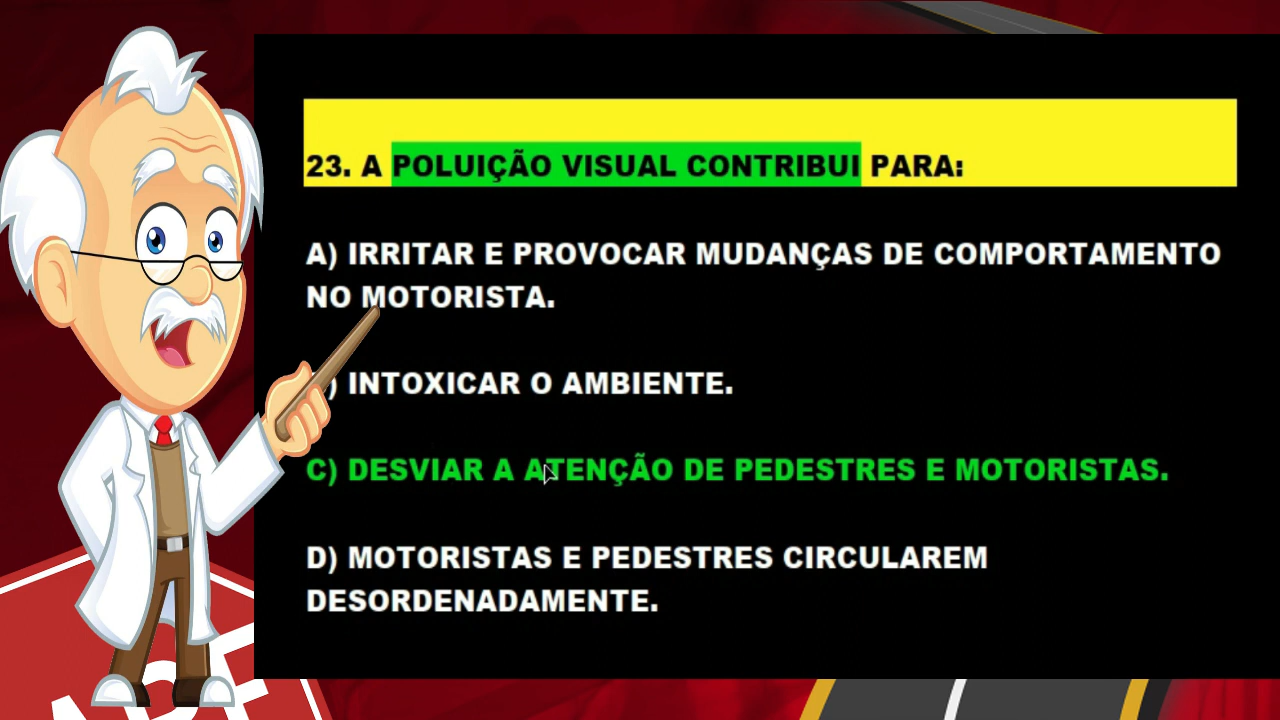 23. A POLUIÇÃO VISUAL CONTRIBUI PARA:
A) IRRITAR E PROVOCAR MUDANÇAS DE COMPORTAMENTO
NO MOTORISTA.
) INTOXICAR O AMBIENTE.
C) DESVIAR A ATENÇÃO DE PEDESTRES E MOTORISTAS.
D) MOTORISTAS E PEDESTRES CIRCULAREM
DESORDENADAMENTE.